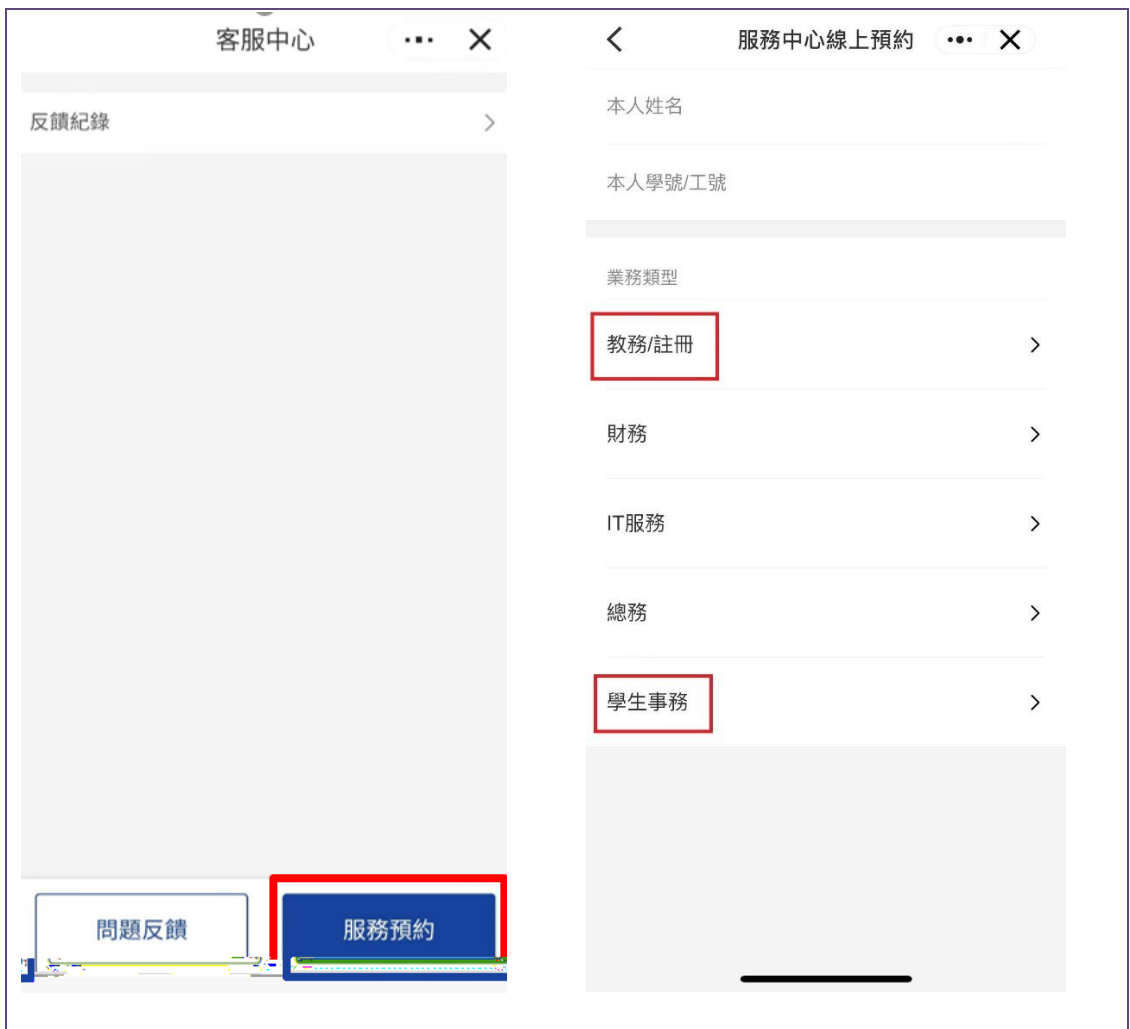 客服中心
反饋紀錄
問題反饋
服務預約
服務中心線上預約
本人姓名
本人學號/工號
業務類型
教務/註冊
財務
IT服務
總務
學生事務